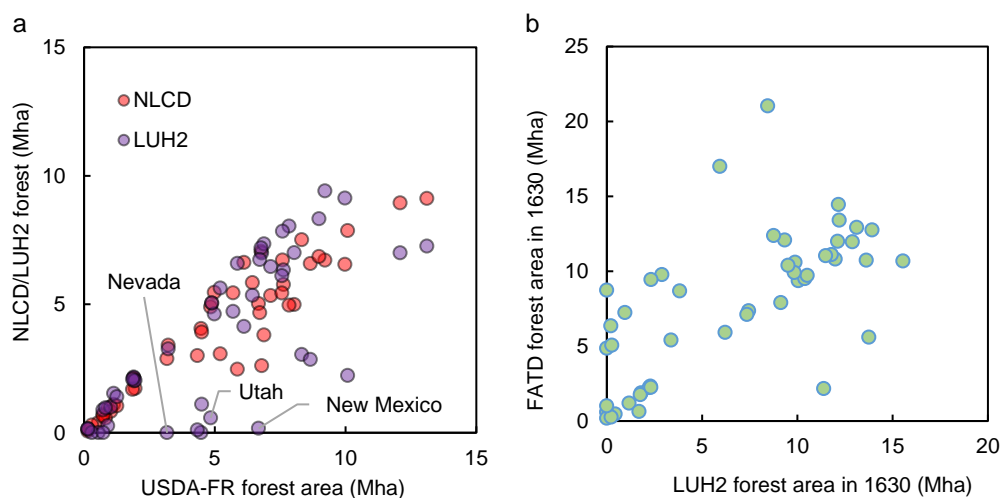 a
NLCD/LUH2 forest (Mha)
15
10
5
0
NLCD
LUH2
Nevada
Utah
New Mexico
0 5 10 15
USDA-FR forest area (Mha)
b
FATD forest area in 1630 (Mha)
25
20
15
10
5
0
0 5 10 15 20
LUH2 forest area in 1630 (Mha)